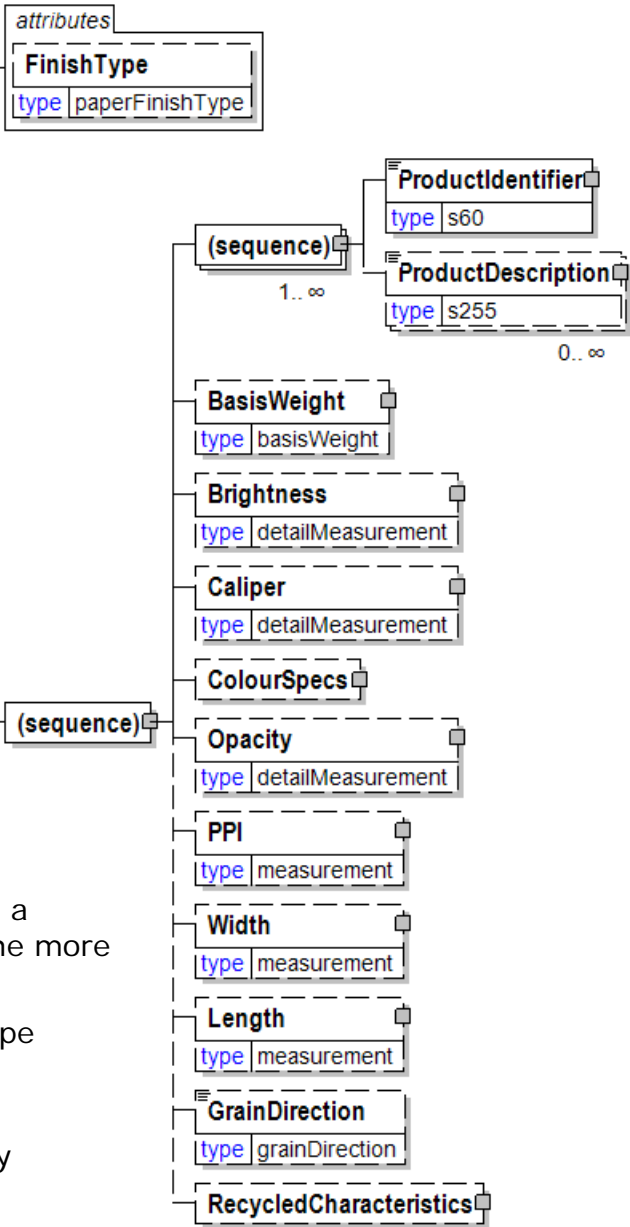 attributes
FinishType
type paperFinishType
ProductIdentifier
type s60
(sequence)
1.. ∞
ProductDescription
type s255
0.. ∞
BasisWeight
type basisWeight
Brightness
type detailMeasurement
Caliper
type detailMeasurement
ColourSpecs
(sequence)
Opacity
type detailMeasurement
PPI
type measurement
a
Width
more
type measurement
Length
type measurement
GrainDirection
type grainDirection
RecycledCharacteristics